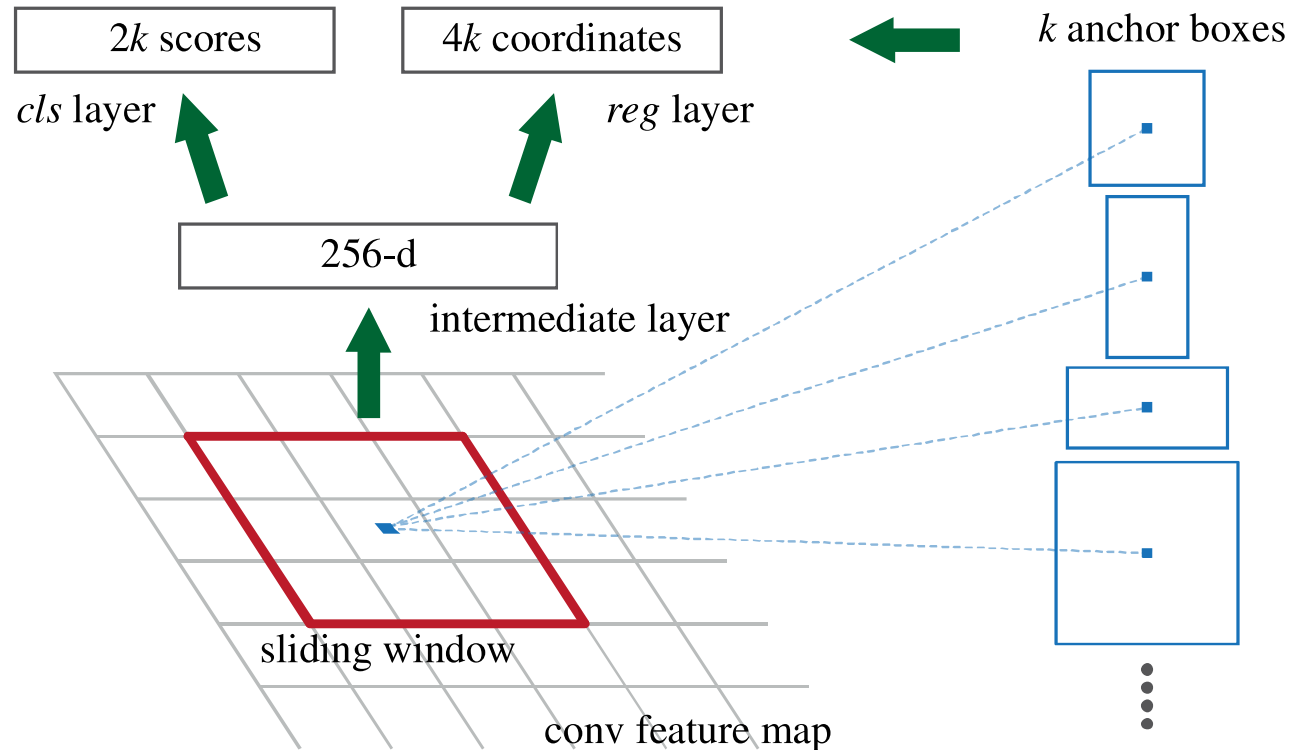 2k scores
4k coordinates
k anchor boxes
cls layer
reg layer
256-d
intermediate layer
sliding window
conv feature map